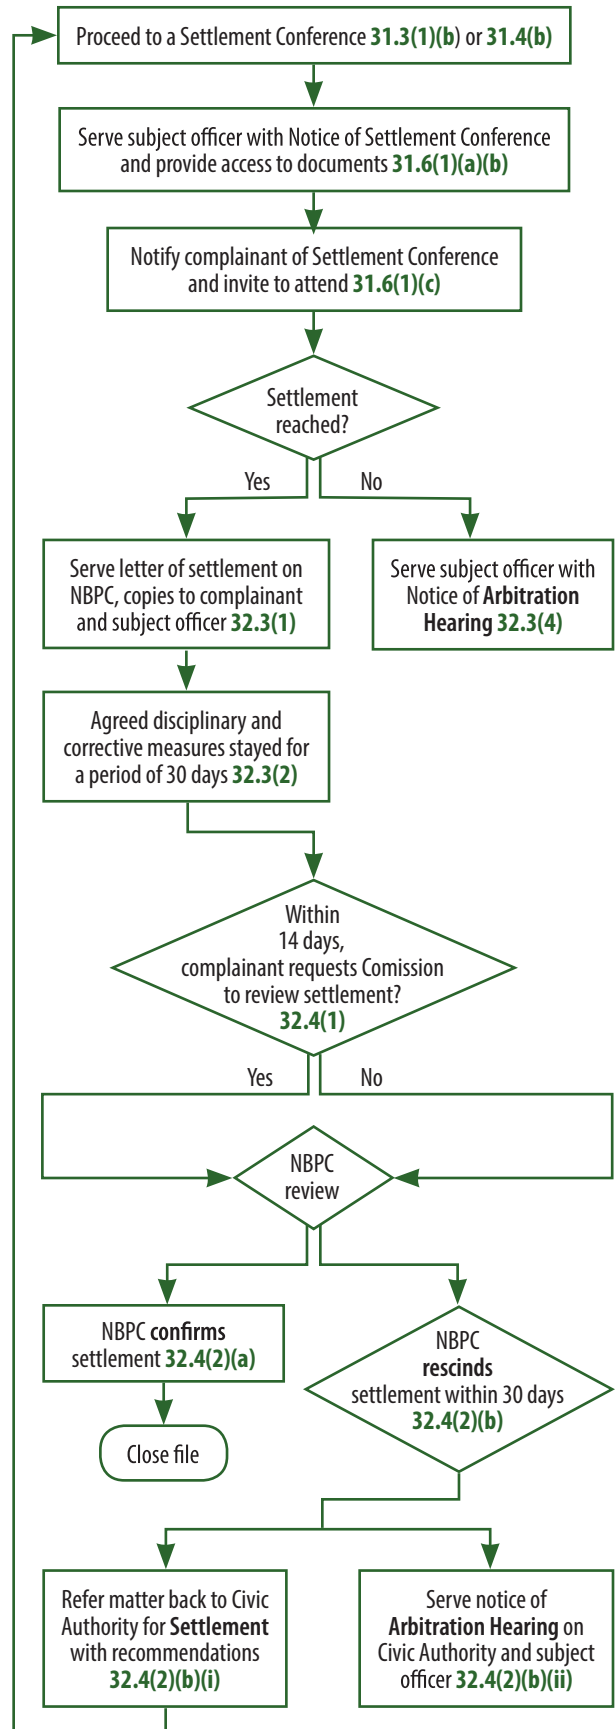 Proceed to a Settlement Conference 31.3(1)(b) or 31.4(b)
Serve subject officer with Notice of Settlement Conference
and provide access to documents 31.6(1)(a)(b)
Notify complainant of Settlement Conference
and invite to attend 31.6(1)(c)
Settlement
reached?
Yes
No
Serve letter of settlement on
NBPC, copies to complainant
and subject officer 32.3(1)
Serve subject officer with
Notice of Arbitration
Hearing 32.3(4)
Agreed disciplinary and
corrective measures stayed for
a period of 30 days 32.3(2)
Within
14 days,
complainant requests Comission
to review settlement?
32.4(1)
Yes
No
NBPC
review
NBPC confirms
settlement 32.4(2)(a)
Close file
NBPC
rescinds
settlement within 30 days
32.4(2)(b)
Refer matter back to Civic
Authority for Settlement
with recommendations
32.4(2)(b)(i)
Serve notice of
Arbitration Hearing on
Civic Authority and subject
officer 32.4(2)(b)(ii)